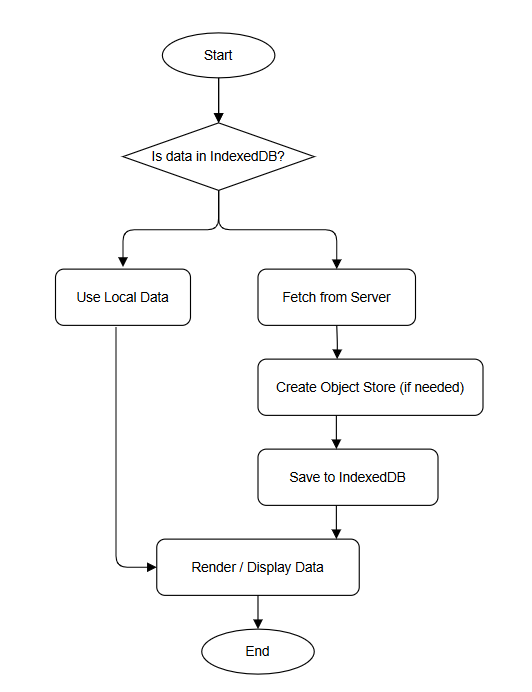 Start
Is data in IndexedDB?
Use Local Data
Fetch from Server
Create Object Store (if needed)
Save to IndexedDB
Render / Display Data
End